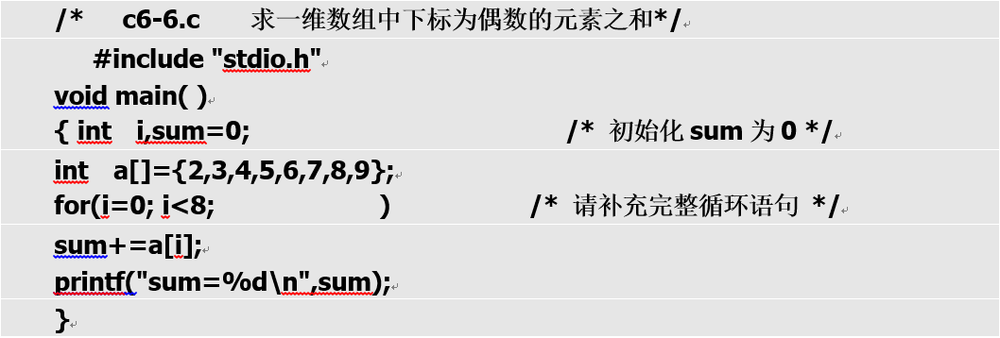 /* c6-6.c 求一维数组中下标为偶数的元素之和*/
#include "stdio.h"
void main( )
{ int i,sum=0; /* 初始化 sum 为 0 */
int a[]={2,3,4,5,6,7,8,9};
for(i=0; i<8; ) /* 请补充完整循环语句 */
sum+=a[i];
printf("sum=%d\n",sum);
}